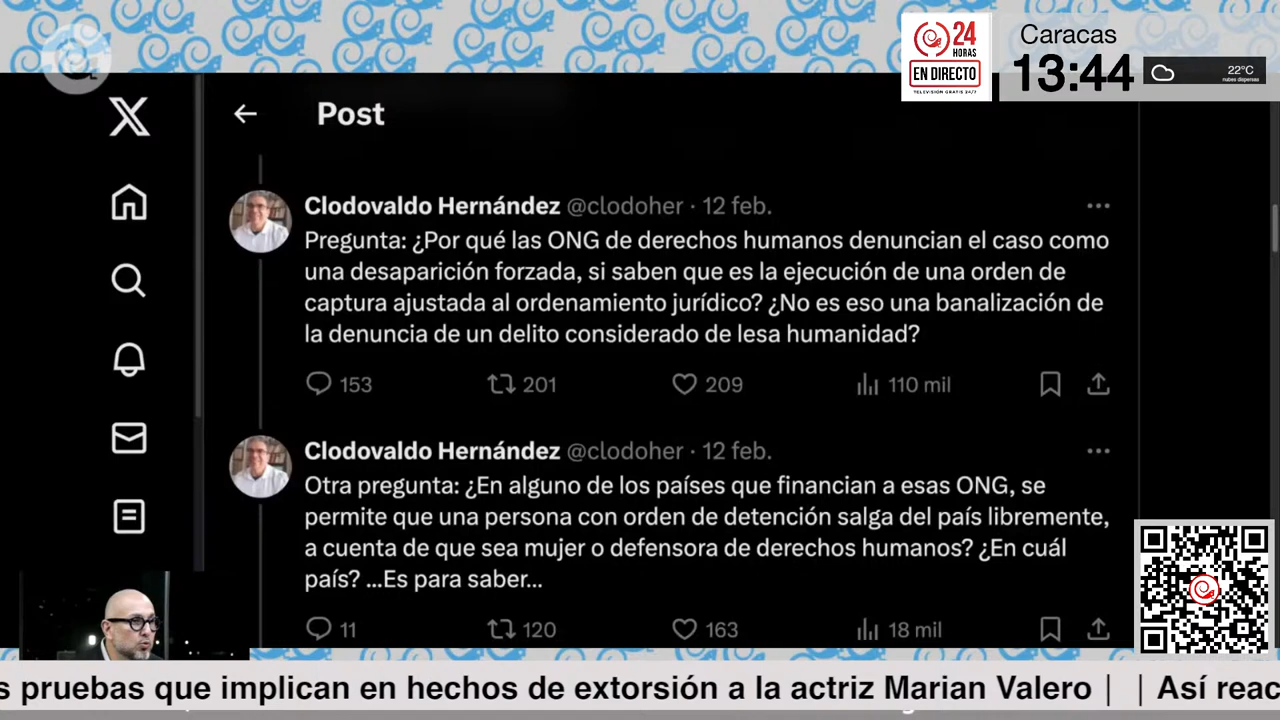 24
HORAS
EN DIRECTO
TELEVISIÓN GRATIS 24/7
Caracas
13:44
22°C
nubes dispersas
Post
Clodovaldo Hernández @clodoher · 12 feb.
Pregunta: ¿Por qué las ONG de derechos humanos denuncian el caso como
una desaparición forzada, si saben que es la ejecución de una orden de
captura ajustada al ordenamiento jurídico? ¿No es eso una banalización de
la denuncia de un delito considerado de lesa humanidad?
153 201 209 110 mil
Clodovaldo Hernández @clodoher · 12 feb.
Otra pregunta: ¿En alguno de los países que financian a esas ONG, se
permite que una persona con orden de detención salga del país libremente,
a cuenta de que sea mujer o defensora de derechos humanos? ¿En cuál
país? ...Es para saber...
11 120 163 18 mil
s pruebas que implican en hechos de extorsión a la actriz Marian Valero | | Así reac